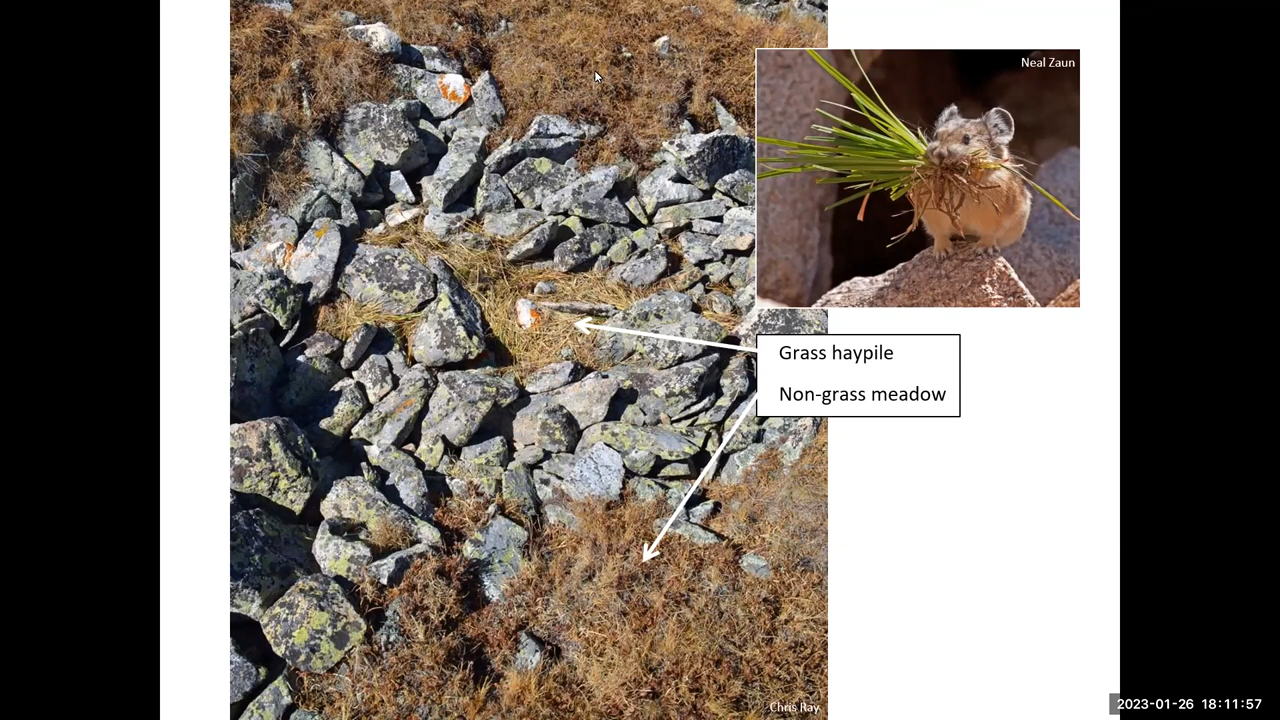 Neal Zaun
Grass haypile
Non-grass meadow
Chris Ray
2023-01-26 18:11:57